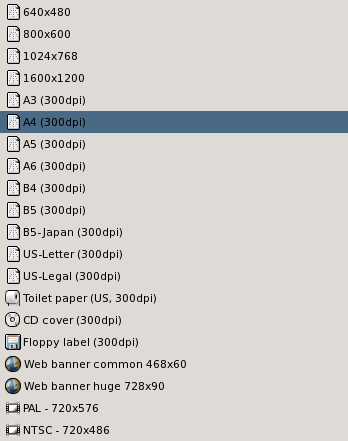 640x480
800x600
1024x768
1600x1200
A3 (300dpi)
A4 (300dpi)
A5 (300dpi)
A6 (300dpi)
B4 (300dpi)
B5 (300dpi)
B5-Japan (300dpi)
US-Letter (300dpi)
US-Legal (300dpi)
Toilet paper (US, 300dpi)
CD cover (300dpi)
Floppy label (300dpi)
Web banner common 468x60
Web banner huge 728x90
PAL - 720x576
NTSC - 720x486